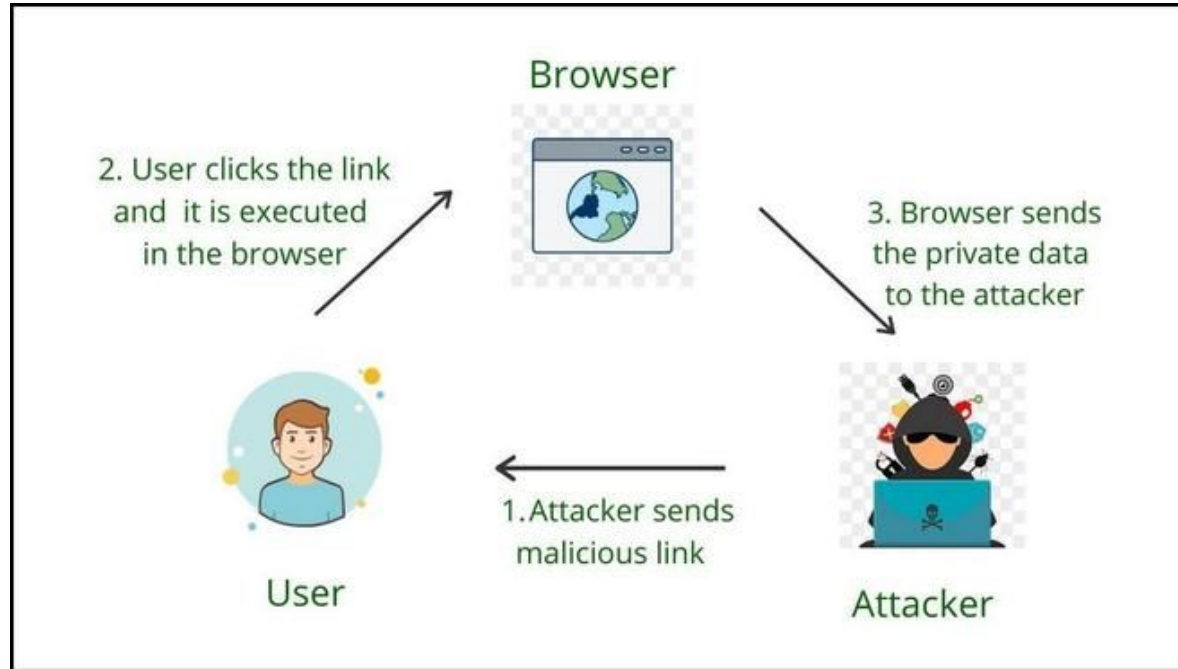 Browser
2. User clicks the link
and it is executed
in the browser
3. Browser sends
the private data
to the attacker
1.Attacker sends
malicious link
User
Attacker